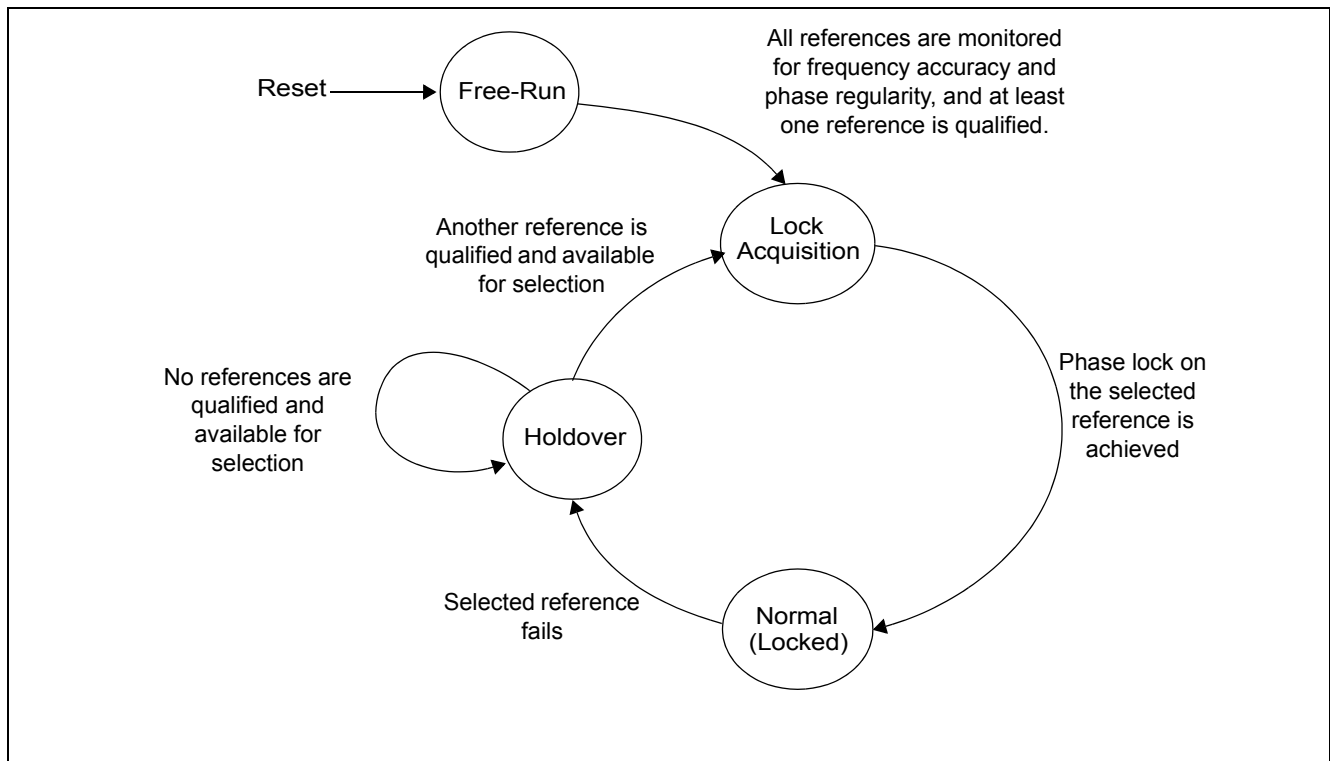 All references are monitored
for frequency accuracy and
phase regularity, and at least
one reference is qualified.
Reset
Free-Run
Another reference is
qualified and available
for selection
Lock
Acquisition
No references are
qualified and
available for
selection
Holdover
Phase lock on
the selected
reference is
achieved
Selected reference
fails
Normal
(Locked)